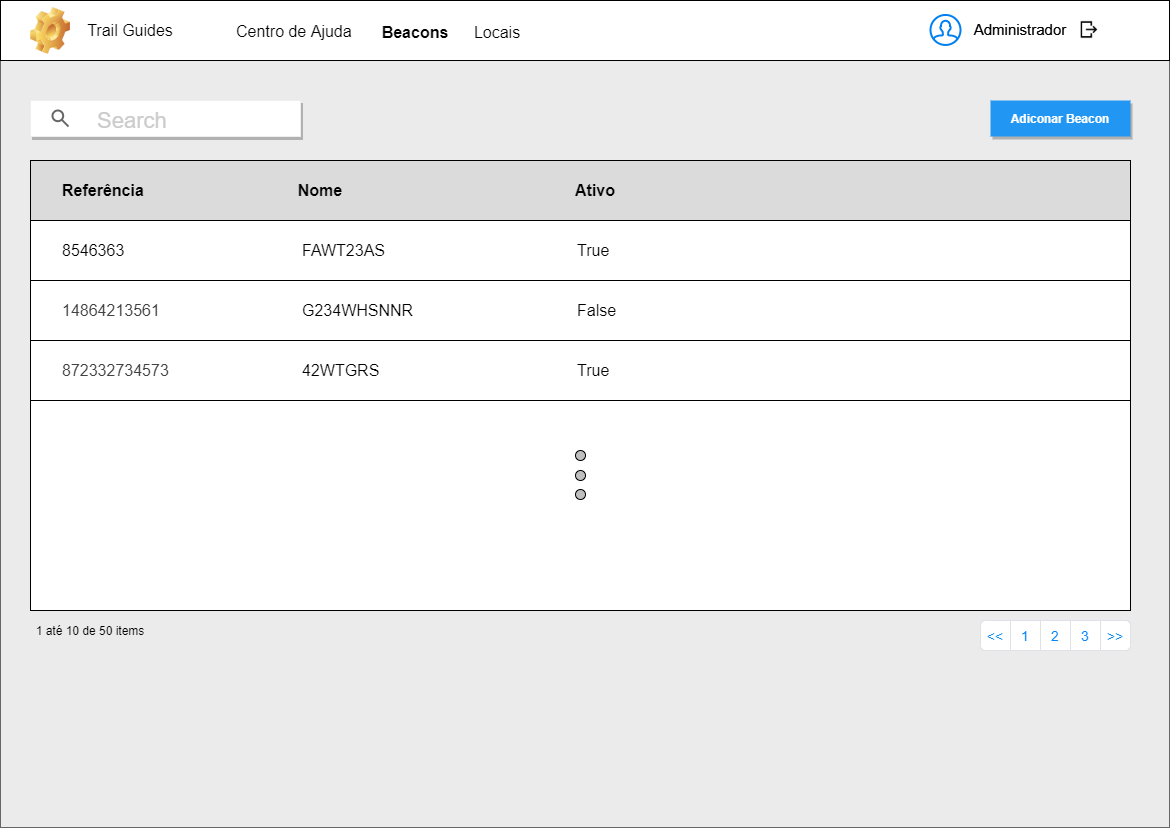 Trail Guides Centro de Ajuda Beacons Locais Administrador
Search Adiconar Beacon
Referência Nome Ativo
8546363 FAWT23AS True
14864213561 G234WHSNNR False
872332734573 42WTGRS True
1 até 10 de 50 items << 1 2 3 >>